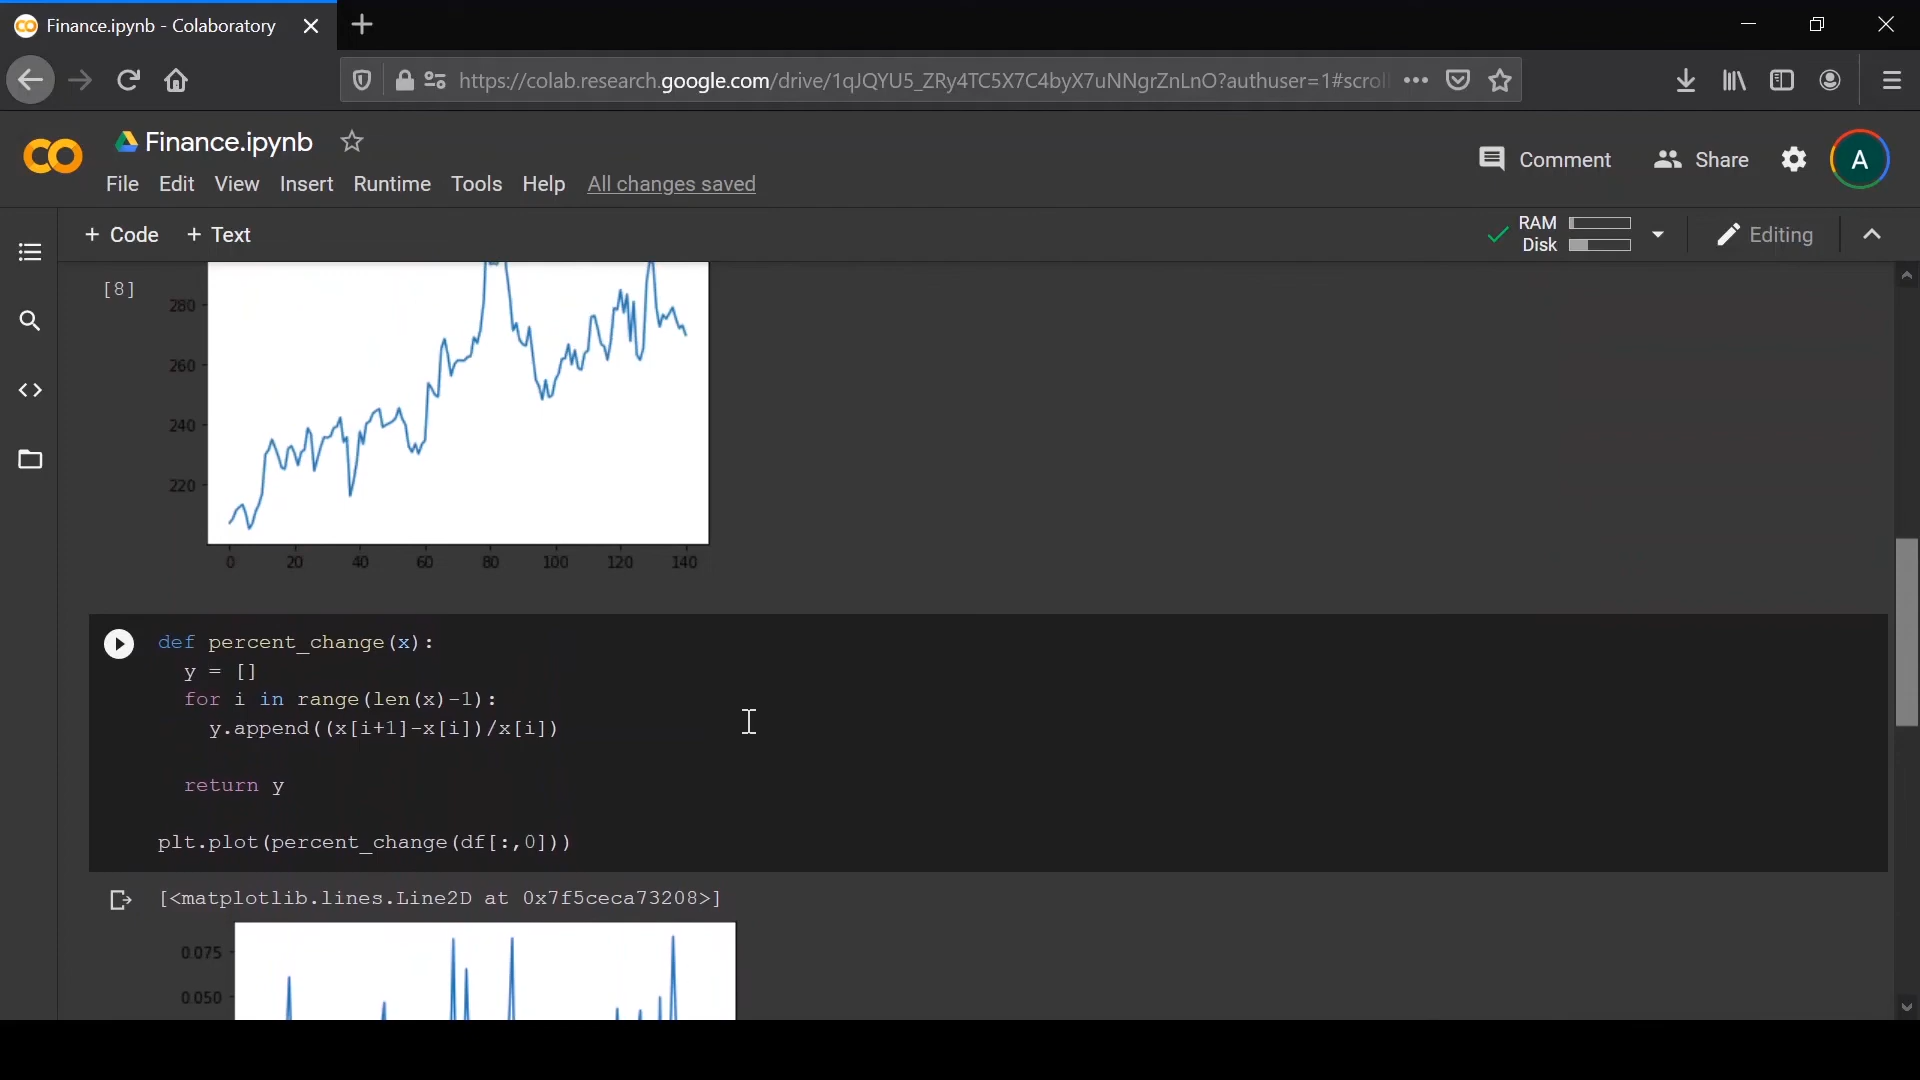 Finance.ipynb - Colaboratory
https://colab.research.google.com/drive/1qJQYU5_ZRy4TC5X7C4byX7uNNgrZnLnO?authuser=1#scroll
Finance.ipynb
Comment
Share
A
File Edit View Insert Runtime Tools Help All changes saved
+ Code + Text
RAM
Disk
Editing
[8]
280
260
240
220
0 20 40 60 80 100 120 140
def percent_change(x):
y = []
for i in range(len(x)-1):
y.append((x[i+1]-x[i])/x[i])
return y
plt.plot(percent_change(df[:,0]))
[<matplotlib.lines.Line2D at 0x7f5ceca73208>]
0.075
0.050